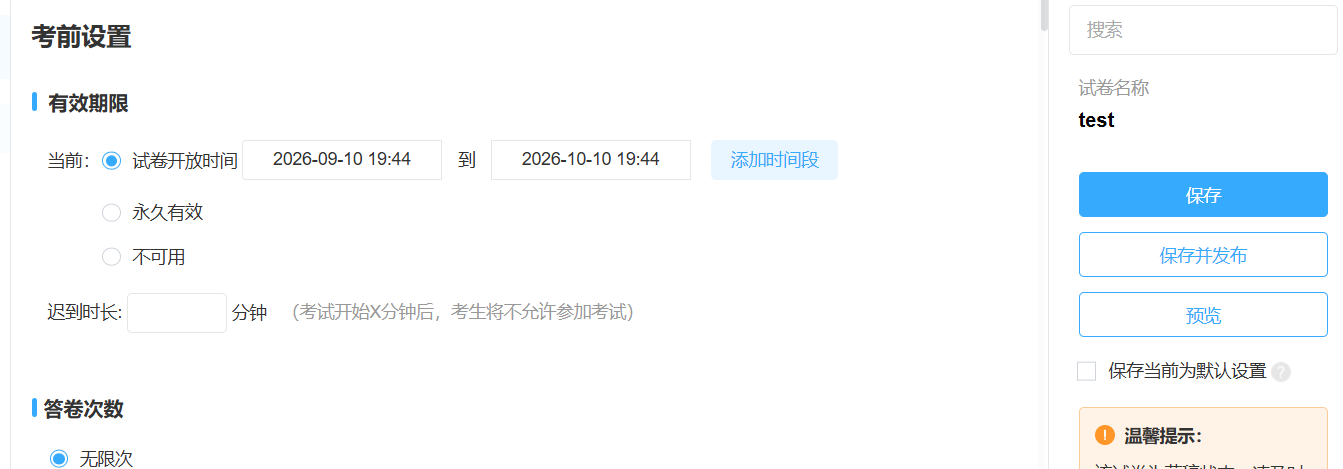 考前设置
有效期限
当前: 试卷开放时间 2026-09-10 19:44 到 2026-10-10 19:44 添加时间段
永久有效
不可用
迟到时长: 分钟 （考试开始X分钟后，考生将不允许参加考试）
答卷次数
无限次
搜索
试卷名称
test
保存
保存并发布
预览
保存当前为默认设置 ?
! 温馨提示: